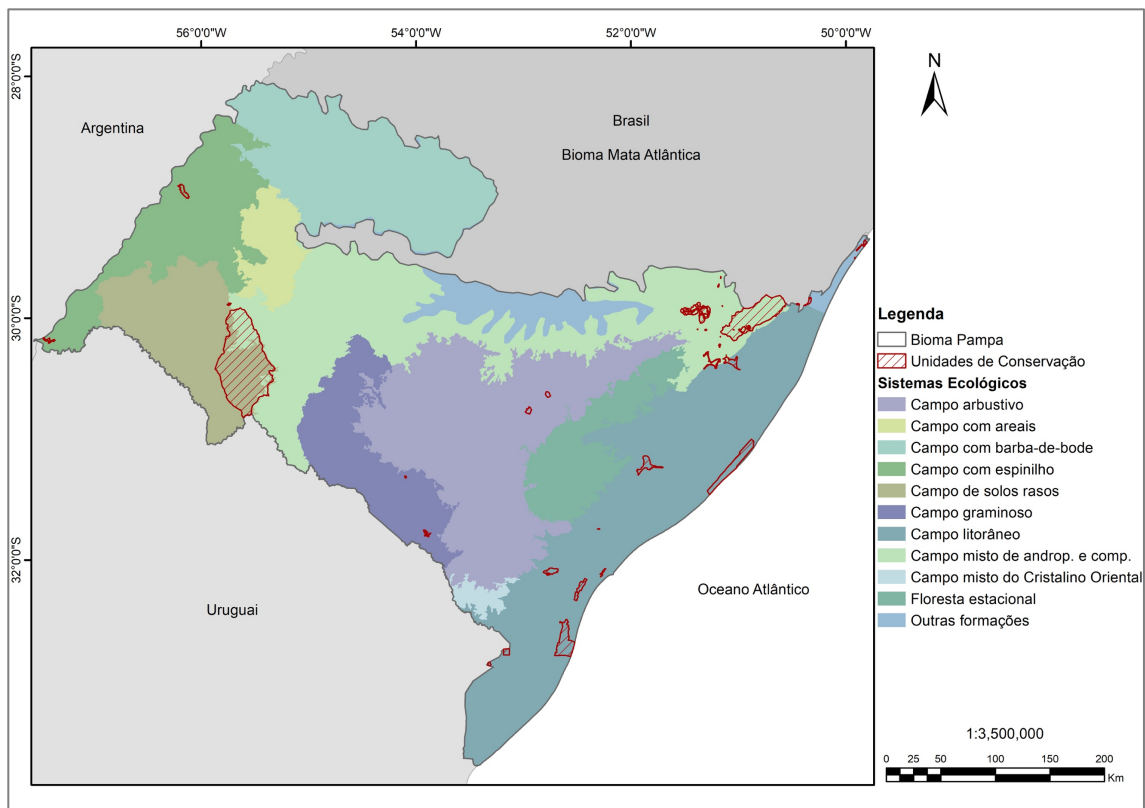 56°0'0"W
54°0'0"W
52°0'0"W
50°0'0"W
28°0'0"S
30°0'0"S
32°0'0"S
N
Argentina
Brasil
Bioma Mata Atlântica
Uruguai
Oceano Atlântico
Legenda
Bioma Pampa
Unidades de Conservação
Sistemas Ecológicos
Campo arbustivo
Campo com areais
Campo com barba-de-bode
Campo com espinilho
Campo de solos rasos
Campo graminoso
Campo litorâneo
Campo misto de androp. e comp.
Campo misto do Cristalino Oriental
Floresta estacional
Outras formações
1:3,500,000
0 25 50 100 150 200
Km